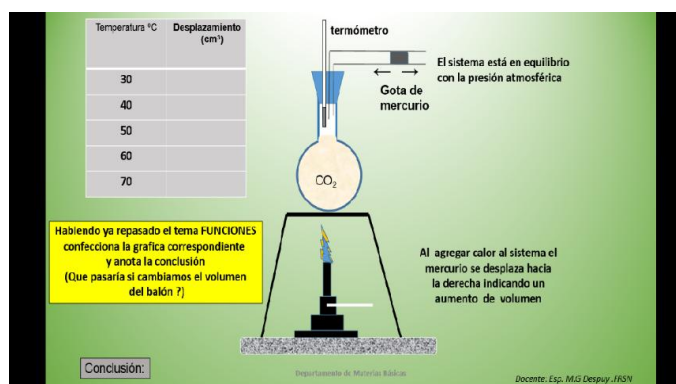 Temperatura ºC
Desplazamiento
(cm³)
30
40
50
60
70
termómetro
El sistema está en equilibrio
con la presión atmosférica
Gota de
mercurio
CO₂
Habiendo ya repasado el tema FUNCIONES
confecciona la grafica correspondiente
y anota la conclusión
(Que pasaría si cambiamos el volumen
del balón ?)
Al agregar calor al sistema el
mercurio se desplaza hacia
la derecha indicando un
aumento de volumen
Conclusión:
Departamento de Materias Básicas
Docente: Esp. M.G Despuy .FRSN